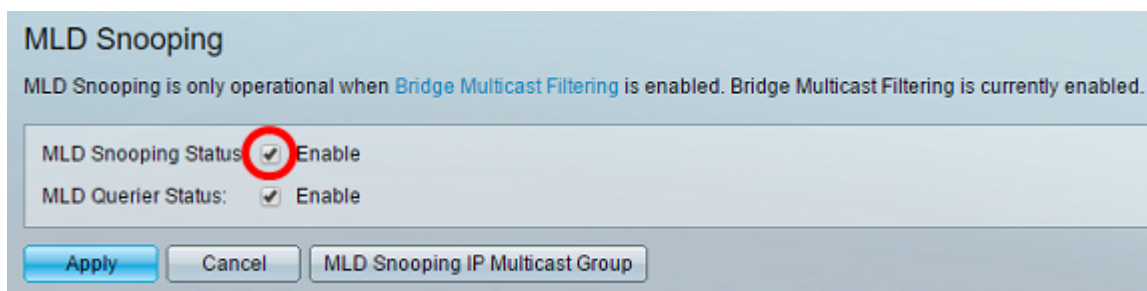 MLD Snooping
MLD Snooping is only operational when Bridge Multicast Filtering is enabled. Bridge Multicast Filtering is currently enabled.
MLD Snooping Status Enable
MLD Querier Status: Enable
Apply Cancel MLD Snooping IP Multicast Group